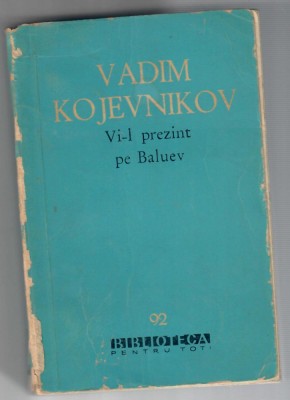 VADIM
KOJEVNIKOV
Vi-l prezint
pe Baluev
92
BIBLIOTECA
PENTRU TOȚI